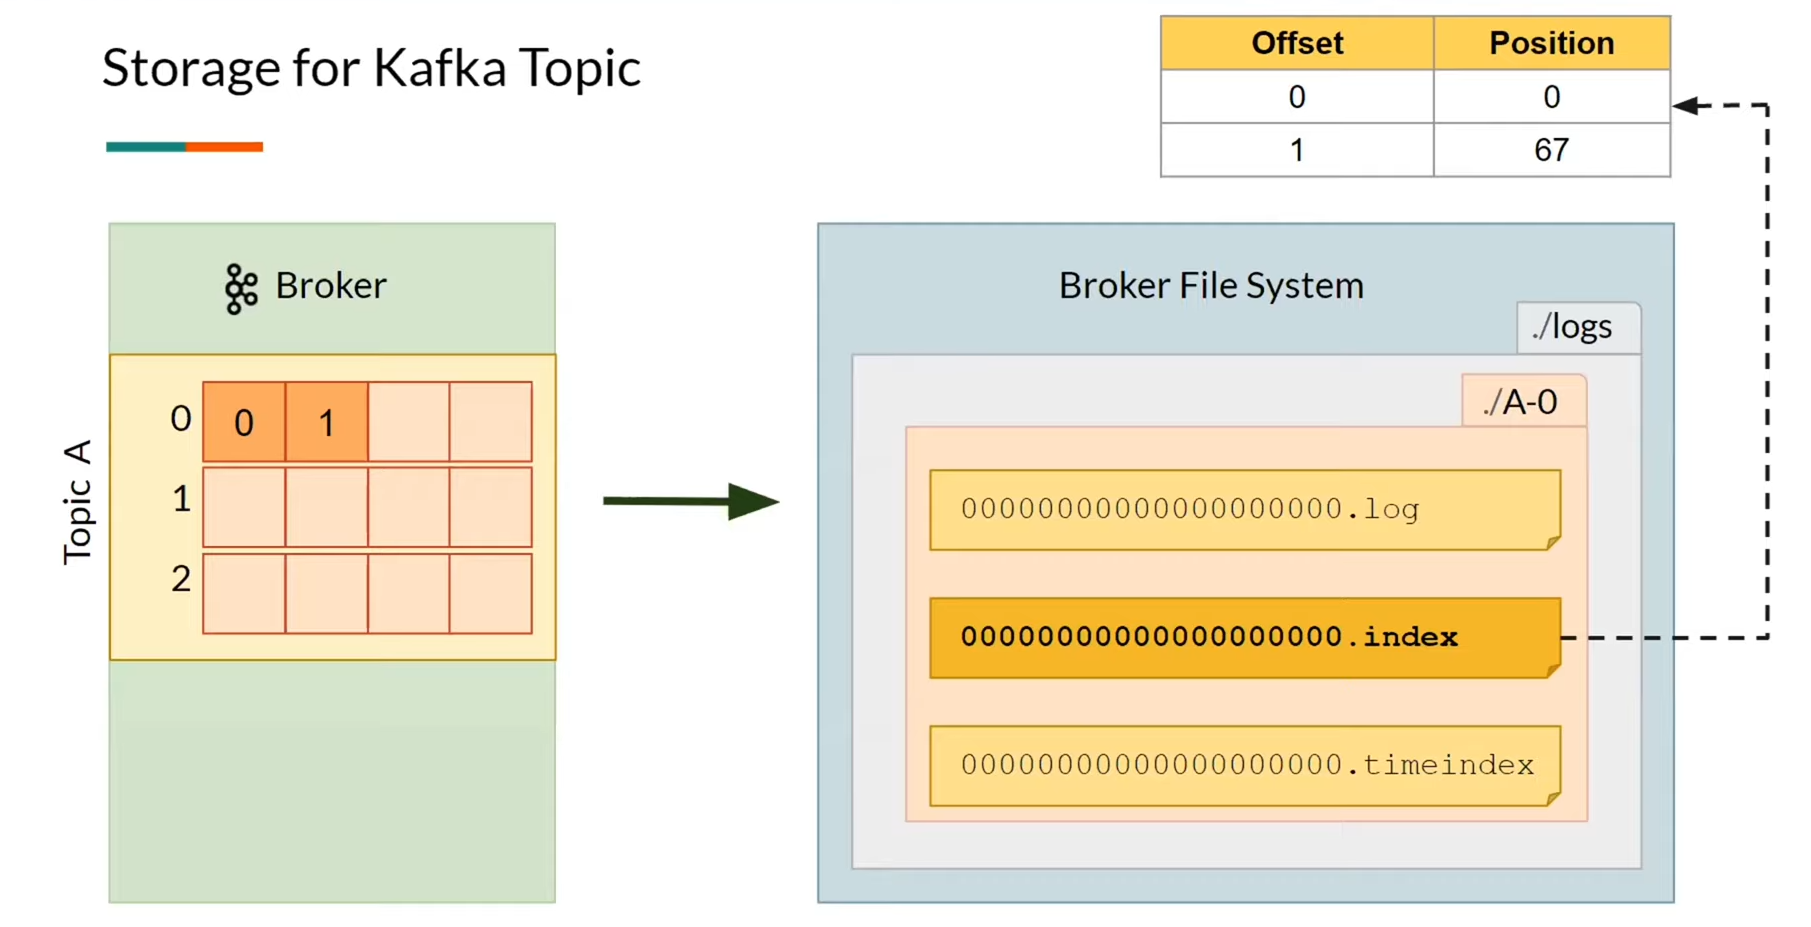 Storage for Kafka Topic
Offset Position
0 0
1 67
Broker
Topic A
0 0 1
1
2
Broker File System
./logs
./A-0
00000000000000000000.log
00000000000000000000.index
00000000000000000000.timeindex